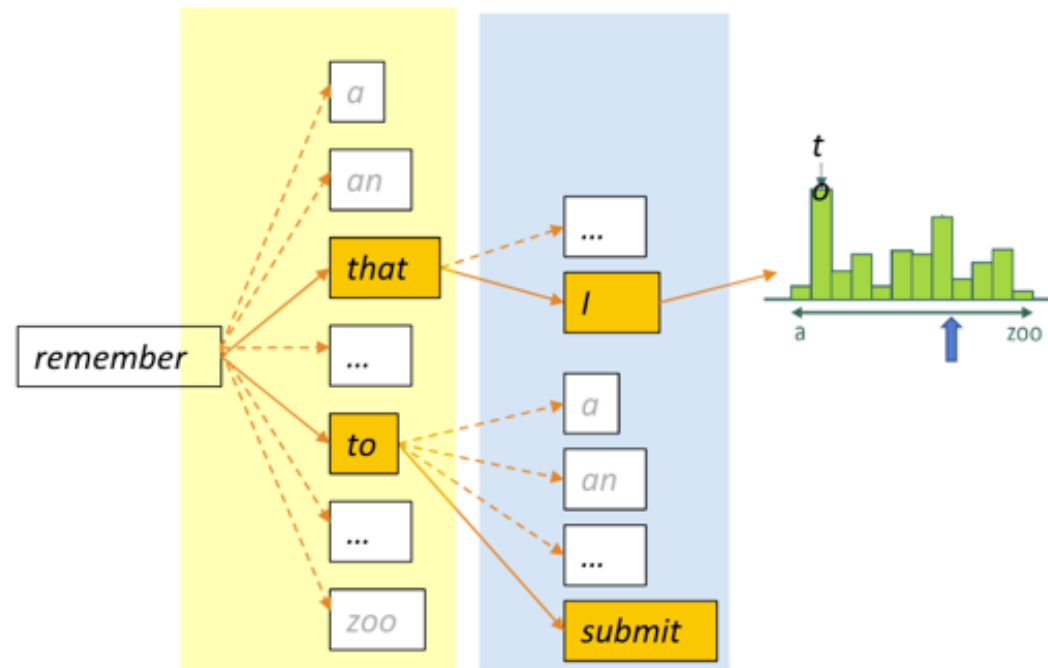 remember
a
an
that
...
to
...
zoo
...
I
a
an
...
submit
t
o
a
zoo